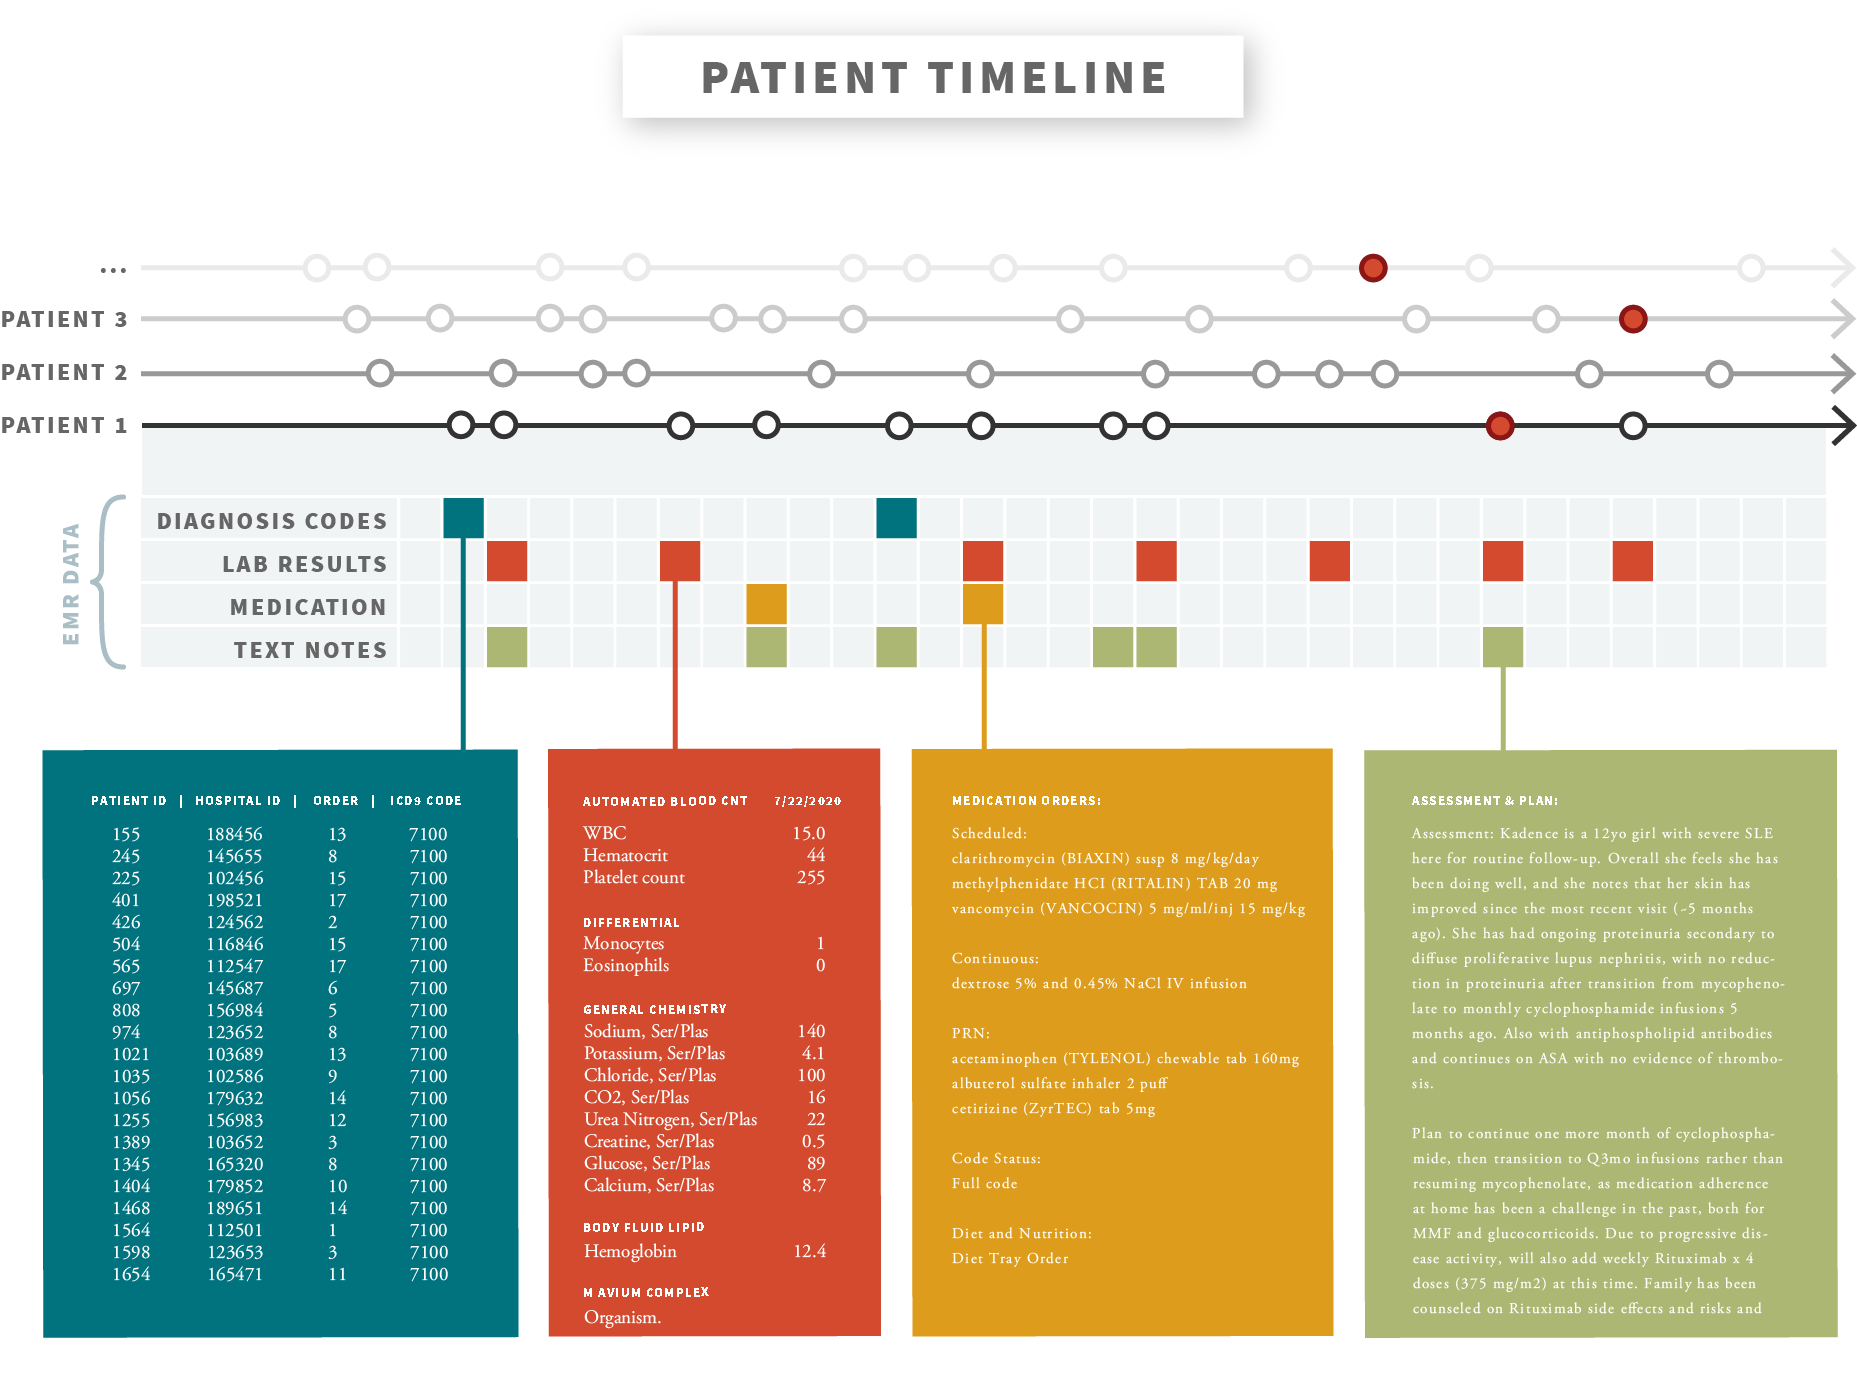 PATIENT TIMELINE
...
PATIENT 3
PATIENT 2
PATIENT 1
EMR DATA
DIAGNOSIS CODES
LAB RESULTS
MEDICATION
TEXT NOTES
PATIENT ID | HOSPITAL ID | ORDER | ICD9 CODE
155 188456 13 7100
245 145655 8 7100
225 102456 15 7100
401 198521 17 7100
426 124562 2 7100
504 116846 15 7100
565 112547 17 7100
697 145687 6 7100
808 156984 5 7100
974 123652 8 7100
1021 103689 13 7100
1035 102586 9 7100
1056 179632 14 7100
1255 156983 12 7100
1389 103652 3 7100
1345 165320 8 7100
1404 179852 10 7100
1468 189651 14 7100
1564 112501 1 7100
1598 123653 3 7100
1654 165471 11 7100
AUTOMATED BLOOD CNT 7/22/2020
WBC 15.0
Hematocrit 44
Platelet count 255
DIFFERENTIAL
Monocytes 1
Eosinophils 0
GENERAL CHEMISTRY
Sodium, Ser/Plas 140
Potassium, Ser/Plas 4.1
Chloride, Ser/Plas 100
CO2, Ser/Plas 16
Urea Nitrogen, Ser/Plas 22
Creatine, Ser/Plas 0.5
Glucose, Ser/Plas 89
Calcium, Ser/Plas 8.7
BODY FLUID LIPID
Hemoglobin 12.4
M AVIUM COMPLEX
Organism.
MEDICATION ORDERS:
Scheduled:
clarithromycin (BIAXIN) susp 8 mg/kg/day
methylphenidate HCI (RITALIN) TAB 20 mg
vancomycin (VANCOCIN) 5 mg/ml/inj 15 mg/kg
Continuous:
dextrose 5% and 0.45% NaCl IV infusion
PRN:
acetaminophen (TYLENOL) chewable tab 160mg
albuterol sulfate inhaler 2 puff
cetirizine (ZyrTEC) tab 5mg
Code Status:
Full code
Diet and Nutrition:
Diet Tray Order
ASSESSMENT & PLAN:
Assessment: Kadence is a 12yo girl with severe SLE
here for routine follow-up. Overall she feels she has
been doing well, and she notes that her skin has
improved since the most recent visit (~5 months
ago). She has had ongoing proteinuria secondary to
diffuse proliferative lupus nephritis, with no reduc-
tion in proteinuria after transition from mycopheno-
late to monthly cyclophosphamide infusions 5
months ago. Also with antiphospholipid antibodies
and continues on ASA with no evidence of thrombo-
sis.
Plan to continue one more month of cyclophospha-
mide, then transition to Q3mo infusions rather than
resuming mycophenolate, as medication adherence
at home has been a challenge in the past, both for
MMF and glucocorticoids. Due to progressive dis-
ease activity, will also add weekly Rituximab x 4
doses (375 mg/m2) at this time. Family has been
counseled on Rituximab side effects and risks and